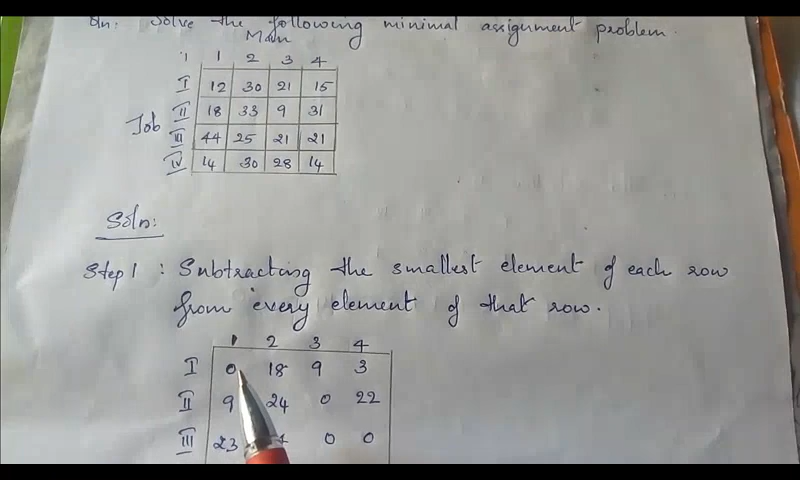 Qn: Solve the following minimal assignment problem.
Man
1 2 3 4
I 12 30 21 15
II 18 33 9 31
Job
III 44 25 21 21
IV 14 30 28 14
Soln:
Step 1 : Subtracting the smallest element of each row
from every element of that row.
1 2 3 4
I 0 18 9 3
II 9 24 0 22
III 23 0 0